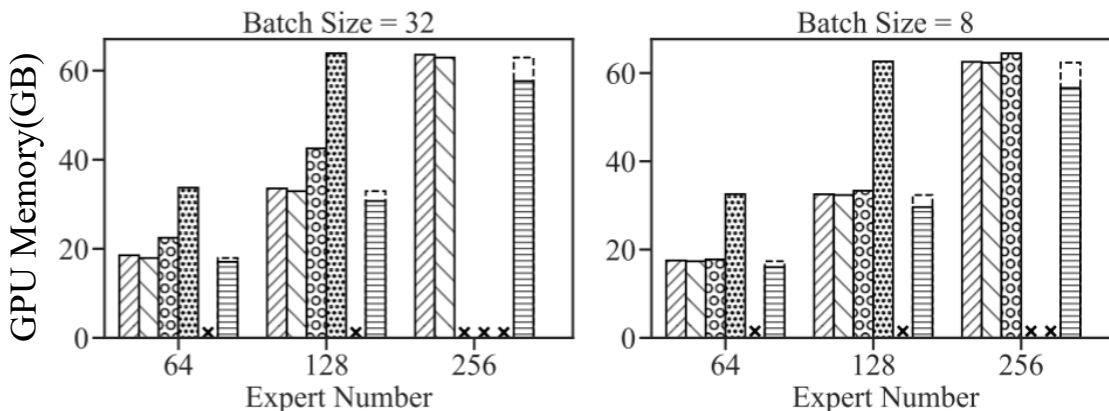 Batch Size = 32
GPU Memory(GB)
60
40
20
0
64 128 256
Expert Number
Batch Size = 8
60
40
20
0
64 128 256
Expert Number